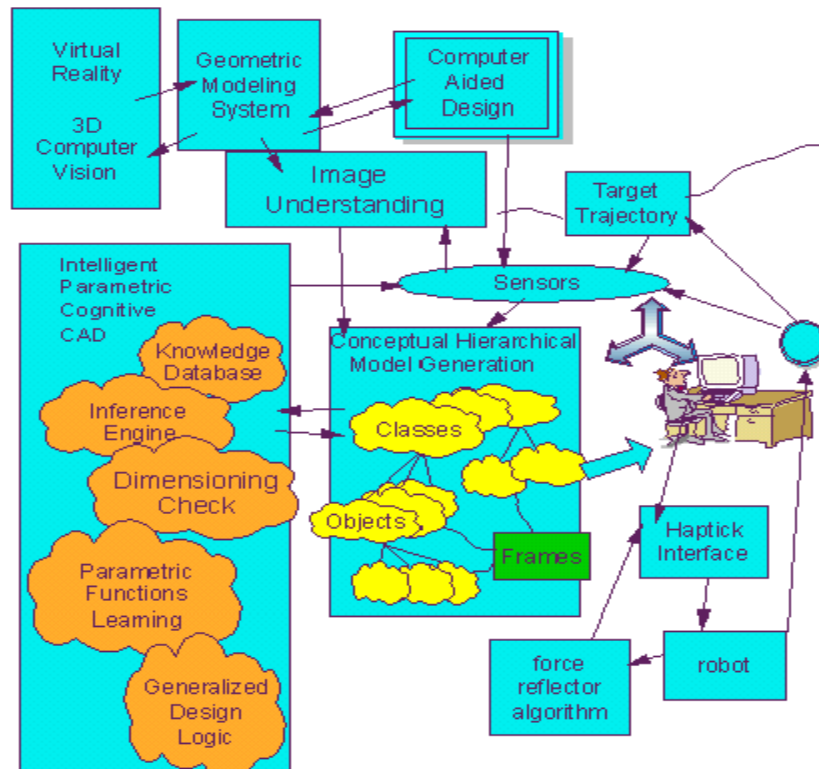 Virtual
Reality
3D
Computer
Vision
Geometric
Modeling
System
Computer
Aided
Design
Image
Understanding
Target
Trajectory
Sensors
Intelligent
Parametric
Cognitive
CAD
Knowledge
Database
Inference
Engine
Dimensioning
Check
Parametric
Functions
Learning
Generalized
Design
Logic
Conceptual Hierarchical
Model Generation
Classes
Objects
Frames
Haptick
Interface
force
reflector
algorithm
robot